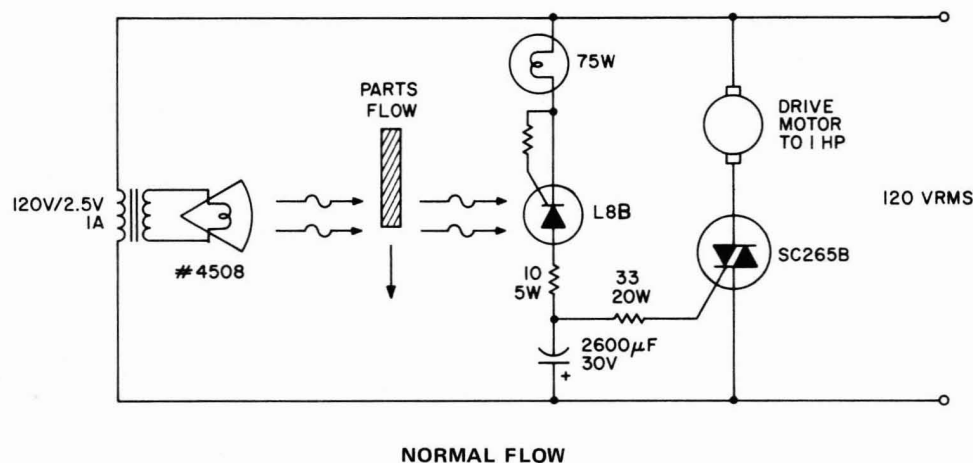 75W
PARTS
FLOW
DRIVE
MOTOR
TO 1 HP
120V/2.5V
1A
120 VRMS
L8B
SC265B
#4508
10
5W
33
20W
2600μF
30V
+
NORMAL FLOW